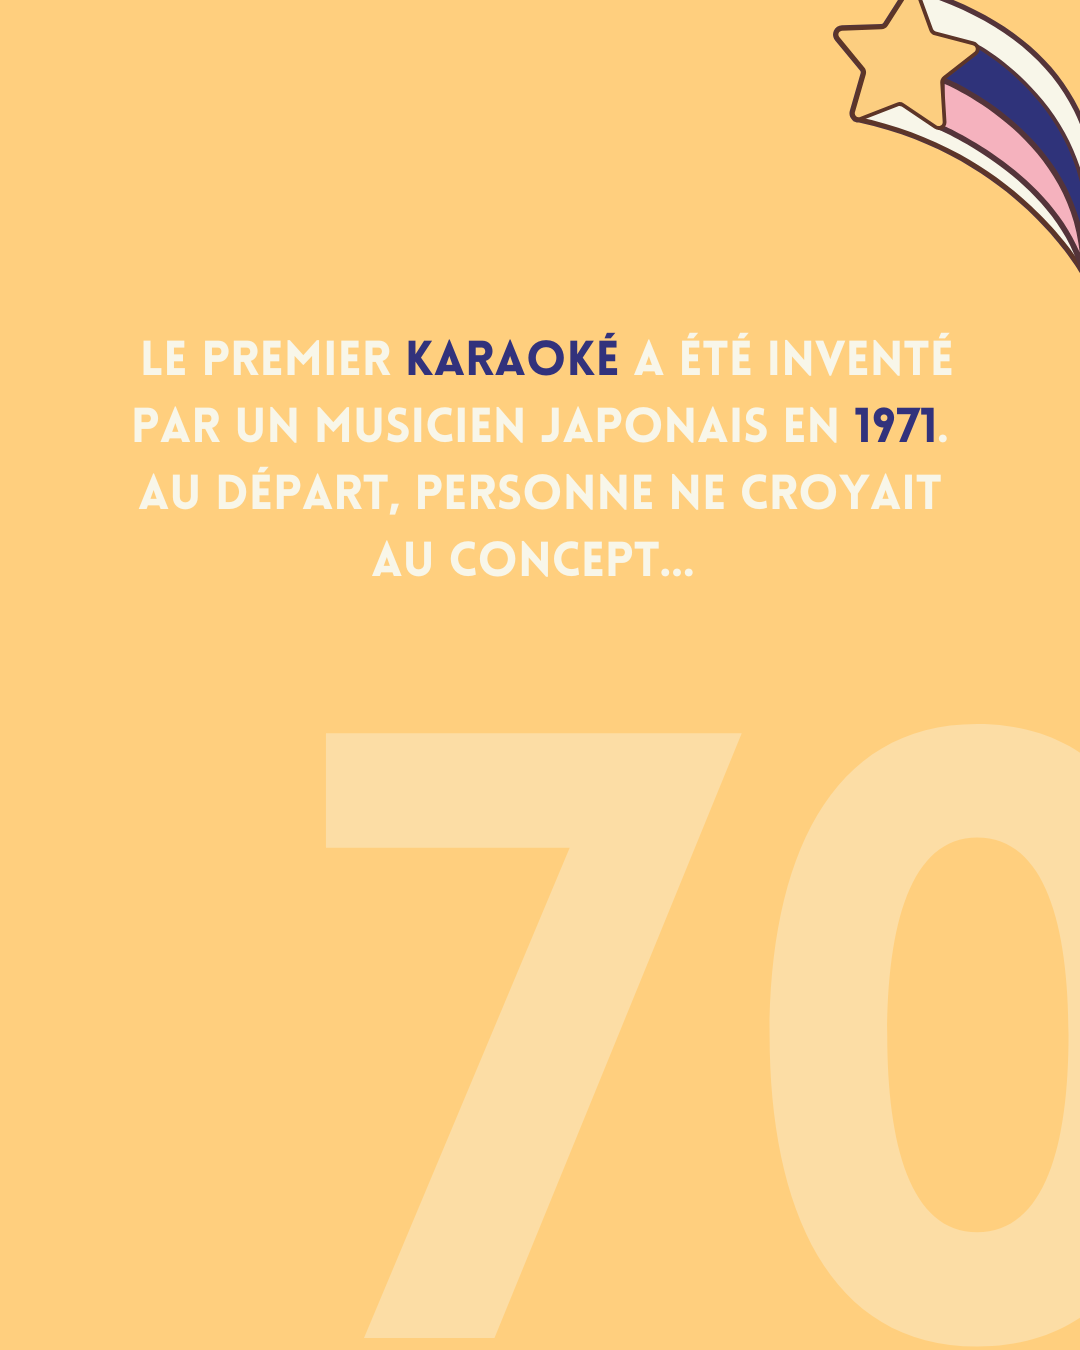 LE PREMIER KARAOKÉ A ÉTÉ INVENTÉ
PAR UN MUSICIEN JAPONAIS EN 1971.
AU DÉPART, PERSONNE NE CROYAIT
AU CONCEPT...
70